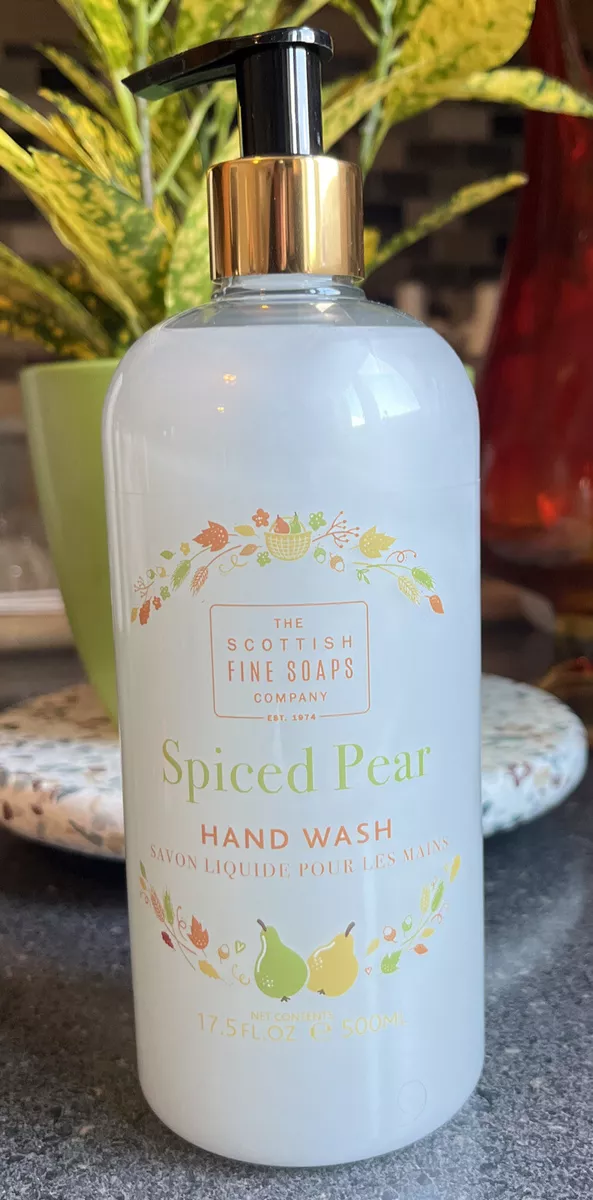 THE
SCOTTISH
FINE SOAPS
COMPANY
EST. 1974
Spiced Pear
HAND WASH
SAVON LIQUIDE POUR LES MAINS
NET CONTENTS
17.5 FL.OZ. ℮ 500ML